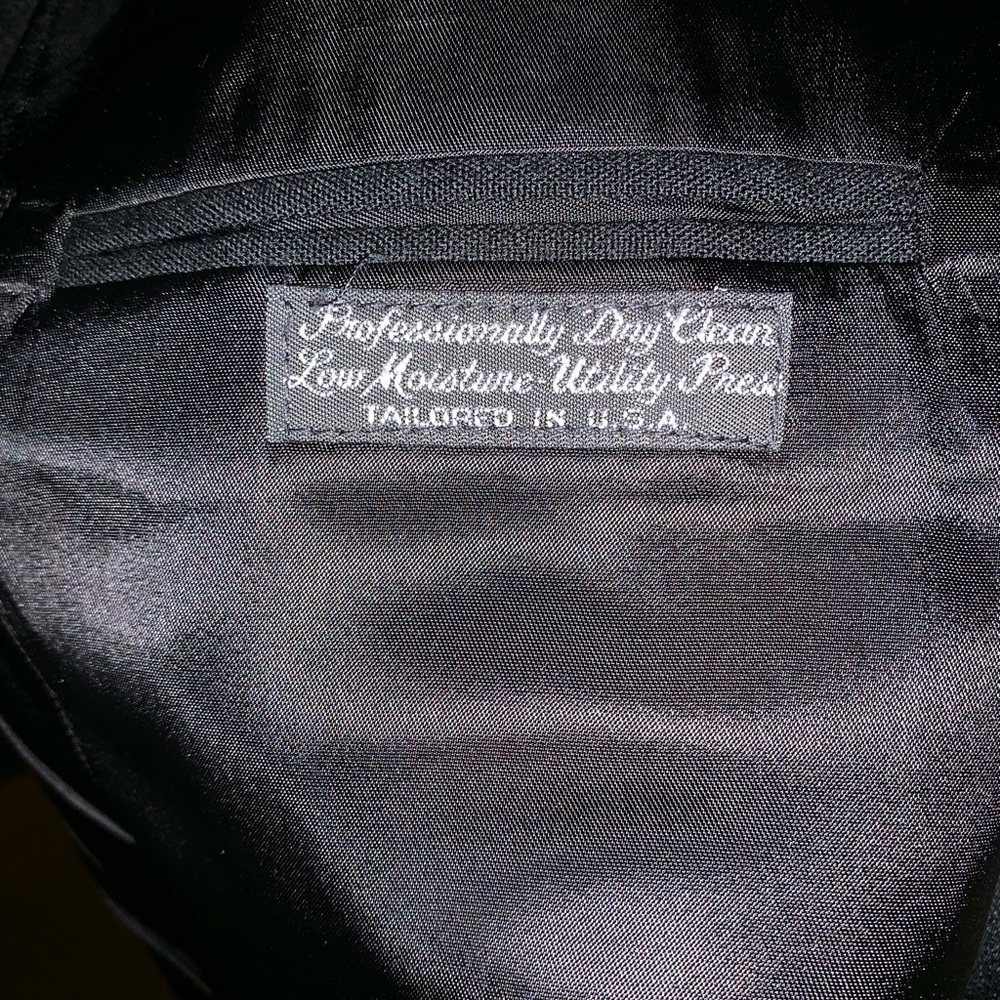 Professionally Dry Clean
Low Moisture-Utility Press
TAILORED IN U.S.A.